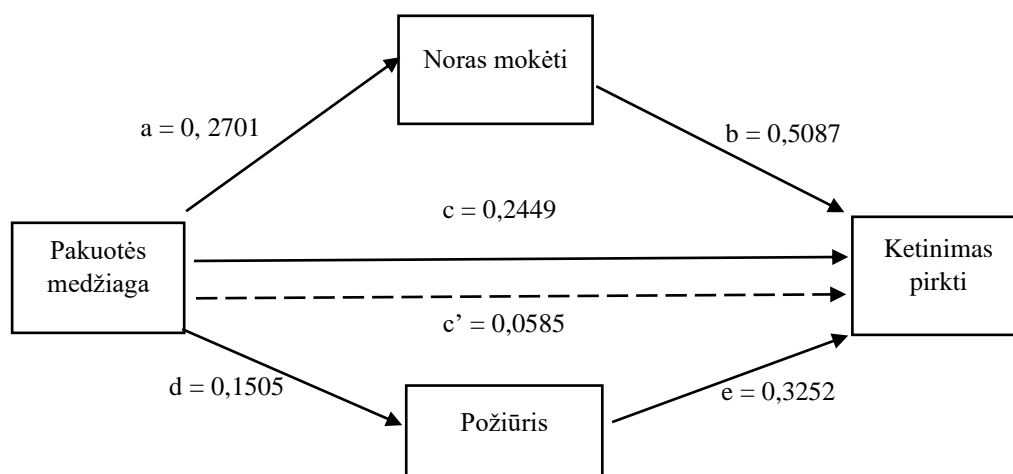 Noras mokėti
a = 0, 2701
b = 0,5087
c = 0,2449
Pakuotės
medžiaga
Ketinimas
pirkti
c’ = 0,0585
d = 0,1505
e = 0,3252
Požiūris